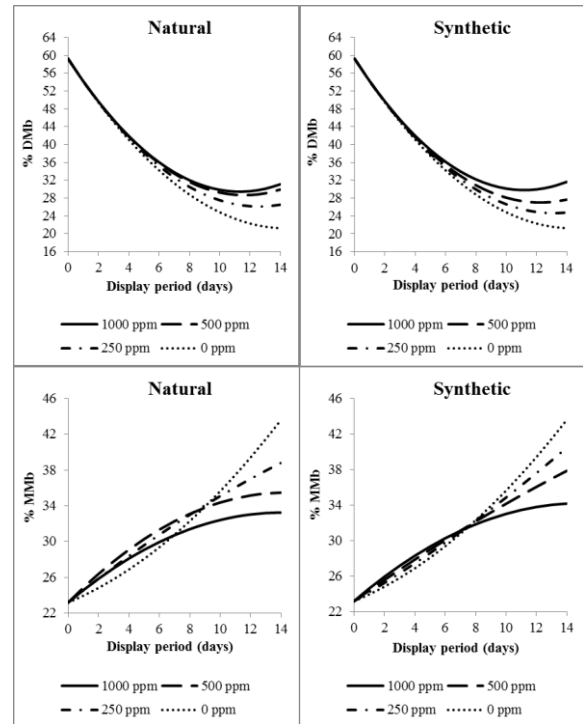 Natural
64
60
56
52
48
44
40
36
32
28
24
20
16
% DMb
0 2 4 6 8 10 12 14
Display period (days)
1000 ppm 500 ppm
250 ppm 0 ppm
Synthetic
64
60
56
52
48
44
40
36
32
28
24
20
16
% DMb
0 2 4 6 8 10 12 14
Display period (days)
1000 ppm 500 ppm
250 ppm 0 ppm
Natural
46
42
38
34
30
26
22
% MMb
0 2 4 6 8 10 12 14
Display period (days)
1000 ppm 500 ppm
250 ppm 0 ppm
Synthetic
46
42
38
34
30
26
22
% MMb
0 2 4 6 8 10 12 14
Display period (days)
1000 ppm 500 ppm
250 ppm 0 ppm